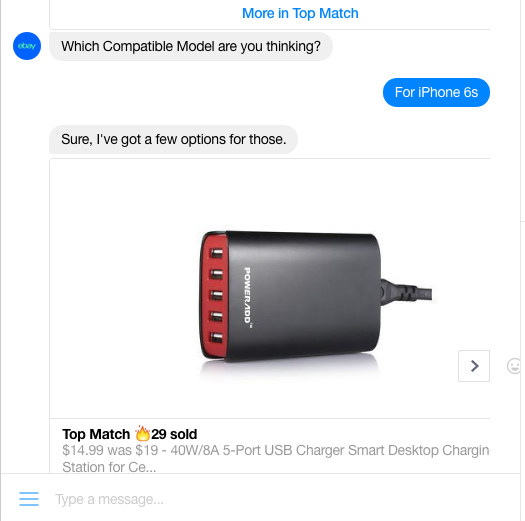 More in Top Match
ebay
Which Compatible Model are you thinking?
For iPhone 6s
Sure, I've got a few options for those.
POWERADD™
Top Match 🔥29 sold
$14.99 was $19 - 40W/8A 5-Port USB Charger Smart Desktop Chargin
Station for Ce...
Type a message...